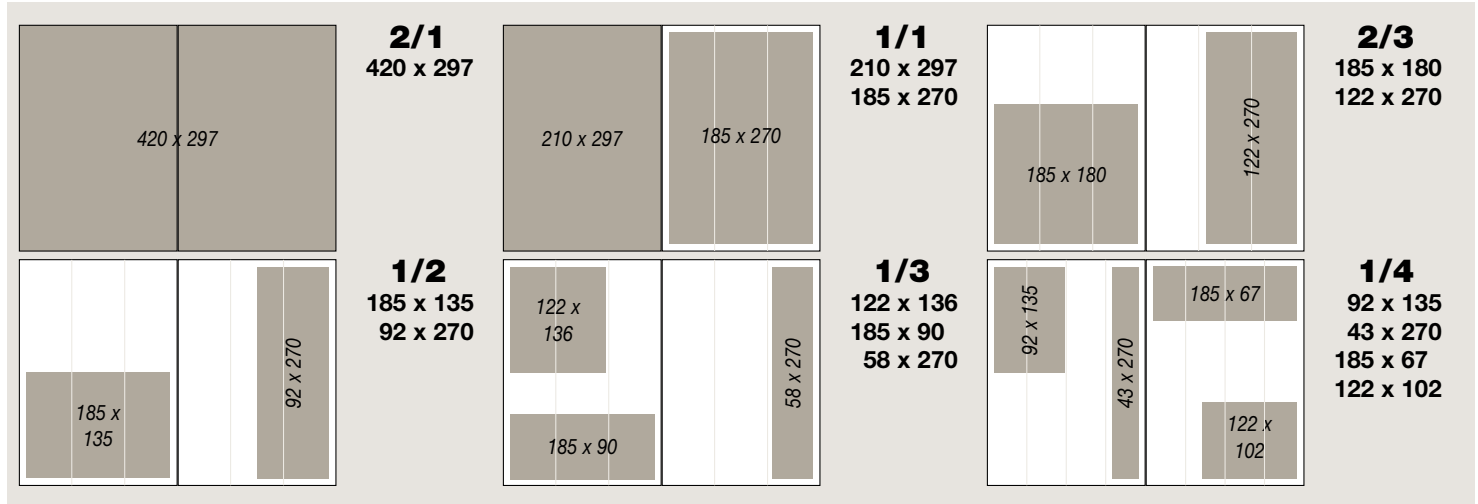 2/1
420 x 297
420 x 297
1/1
210 x 297
185 x 270
210 x 297
185 x 270
2/3
185 x 180
122 x 270
185 x 180
122 x 270
1/2
185 x 135
92 x 270
185 x
135
92 x 270
1/3
122 x 136
185 x 90
58 x 270
122 x
136
185 x 90
58 x 270
1/4
92 x 135
43 x 270
185 x 67
122 x 102
92 x 135
43 x 270
185 x 67
122 x
102